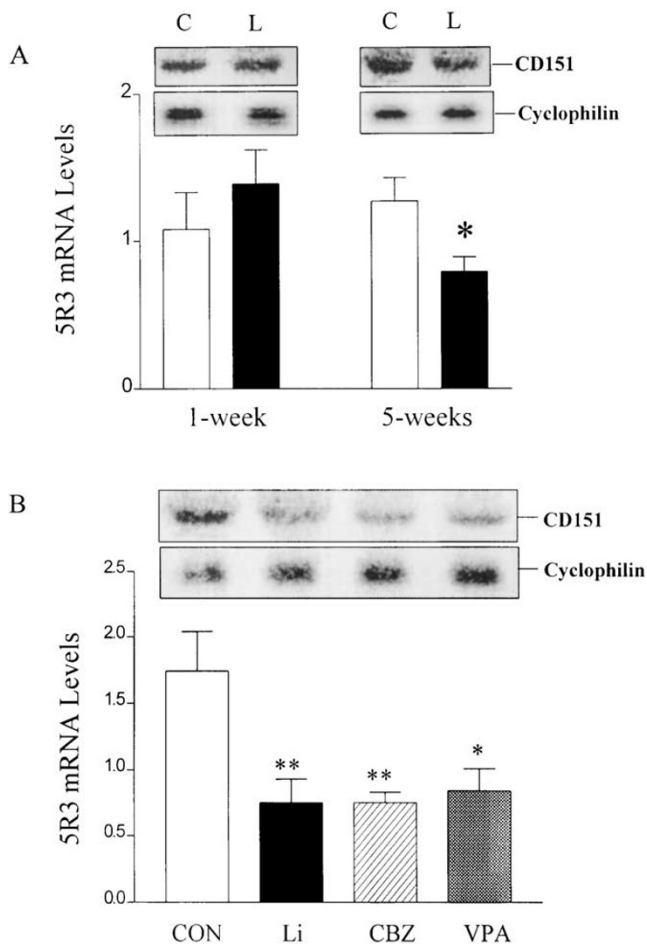 A
C L C L
CD151
Cyclophilin
5R3 mRNA Levels
2
1
0
*
1-week 5-weeks
B
CD151
Cyclophilin
5R3 mRNA Levels
2.5
2.0
1.5
1.0
0.5
0.0
** ** *
CON Li CBZ VPA